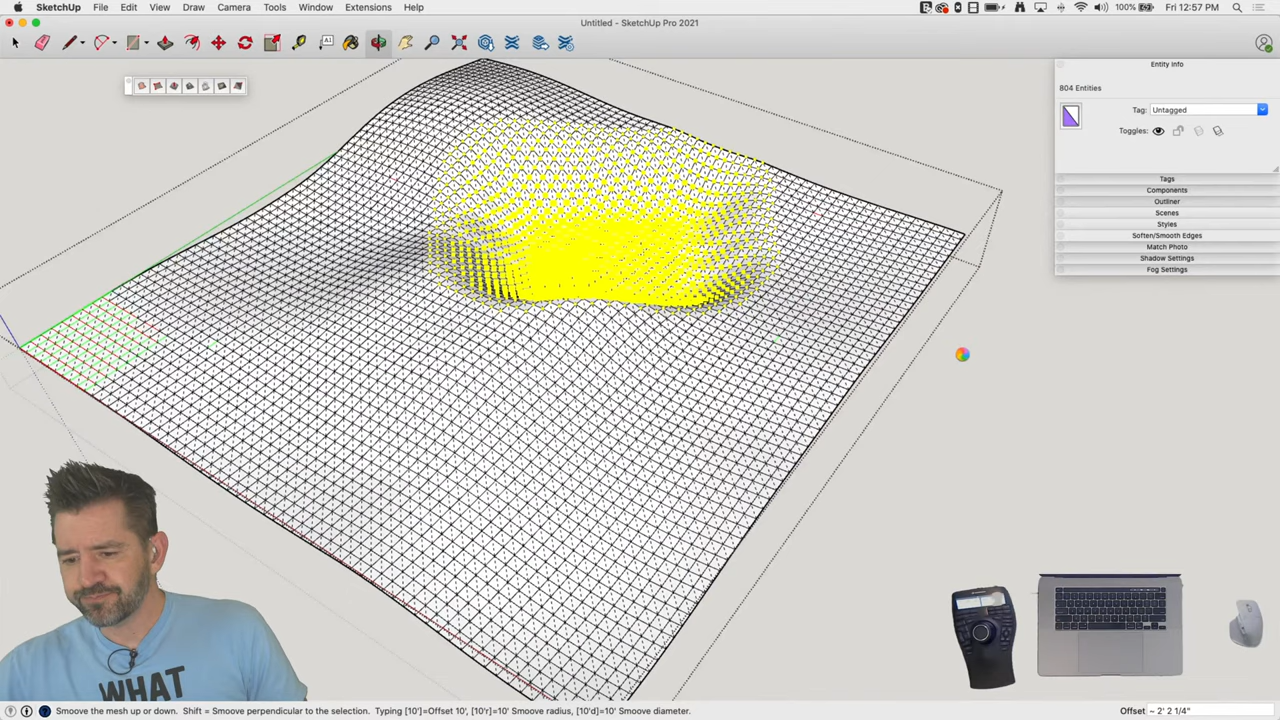 SketchUp File Edit View Draw Camera Tools Window Extensions Help
100% Fri 12:57 PM
Untitled - SketchUp Pro 2021
A1
Entity Info
804 Entities
Tag: Untagged
Toggles:
Tags
Components
Outliner
Scenes
Styles
Soften/Smooth Edges
Match Photo
Shadow Settings
Fog Settings
WHAT
Smoove the mesh up or down. Shift = Smoove perpendicular to the selection. Typing [10']=Offset 10', [10'r]=10' Smoove radius, [10'd]=10' Smoove diameter.
Offset ~ 2' 2 1/4"